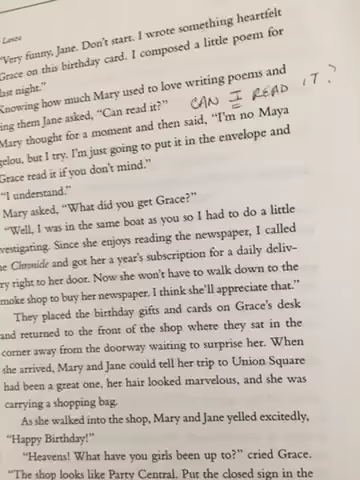 Lanza
"Very funny, Jane. Don't start. I wrote something heartfelt
Grace on this birthday card. I composed a little poem for
last night."
Knowing how much Mary used to love writing poems and
ing them Jane asked, "Can read it?" CAN I READ IT?
Mary thought for a moment and then said, "I'm no Maya
gelou, but I try. I'm just going to put it in the envelope and
Grace read it if you don't mind."
"I understand."
Mary asked, "What did you get Grace?"
"Well, I was in the same boat as you so I had to do a little
vestigating. Since she enjoys reading the newspaper, I called
e Chronicle and got her a year's subscription for a daily deliv-
ry right to her door. Now she won't have to walk down to the
moke shop to buy her newspaper. I think she'll appreciate that."
They placed the birthday gifts and cards on Grace's desk
and returned to the front of the shop where they sat in the
corner away from the doorway waiting to surprise her. When
she arrived, Mary and Jane could tell her trip to Union Square
had been a great one, her hair looked marvelous, and she was
carrying a shopping bag.
As she walked into the shop, Mary and Jane yelled excitedly,
"Happy Birthday!"
"Heavens! What have you girls been up to?" cried Grace.
"The shop looks like Party Central. Put the closed sign in the